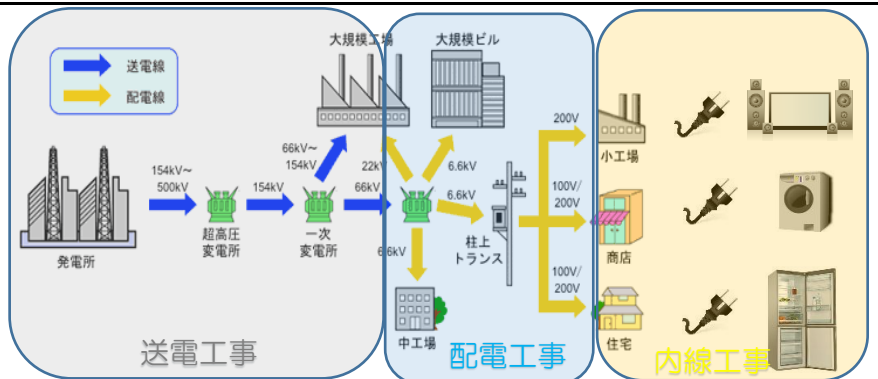 送電線
配電線
大規模工場
大規模ビル
154kV~
500kV
154kV
66kV~
154kV
66kV
22kV
6.6kV
6.6kV
6.6kV
200V
100V/
200V
100V/
200V
発電所
超高圧
変電所
一次
変電所
柱上
トランス
中工場
小工場
商店
住宅
送電工事
配電工事
内線工事